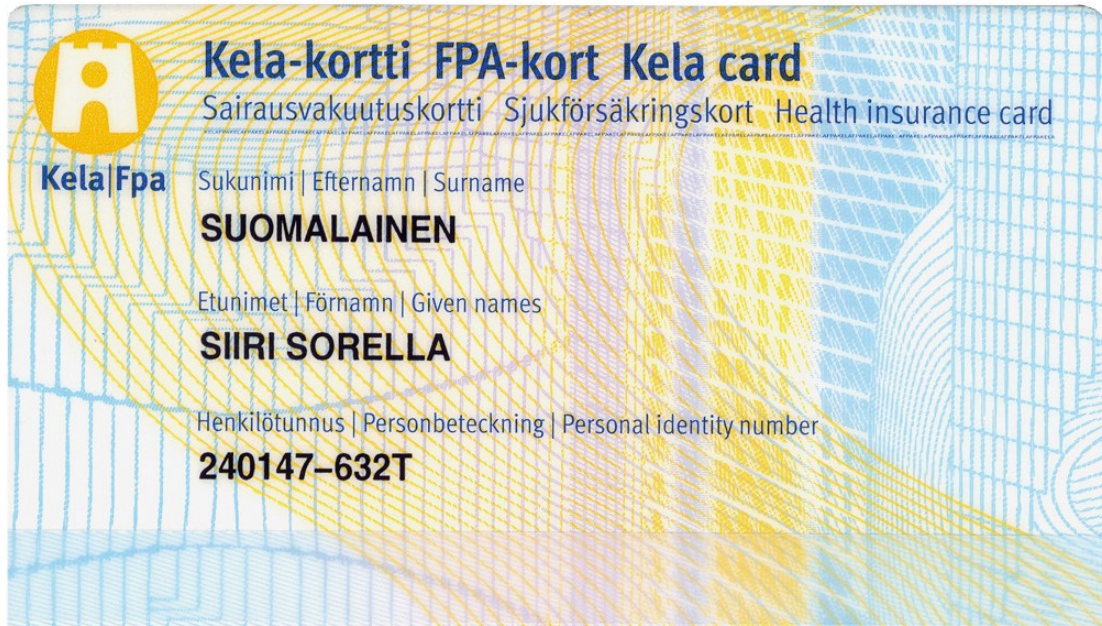 Kela-kortti FPA-kort Kela card
Sairausvakuutuskortti Sjukförsäkringskort Health insurance card
Kela|Fpa
Sukunimi | Efternamn | Surname
SUOMALAINEN
Etunimet | Förnamn | Given names
SIIRI SORELLA
Henkilötunnus | Personbeteckning | Personal identity number
240147–632T